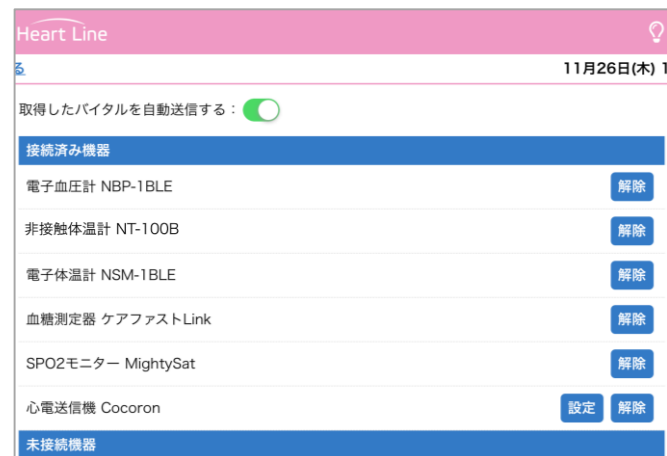 Heart Line
る
11月26日(木) 1
取得したバイタルを自動送信する：
接続済み機器
電子血圧計 NBP-1BLE 解除
非接触体温計 NT-100B 解除
電子体温計 NSM-1BLE 解除
血糖測定器 ケアファストLink 解除
SPO2モニター MightySat 解除
心電送信機 Cocoron 設定 解除
未接続機器